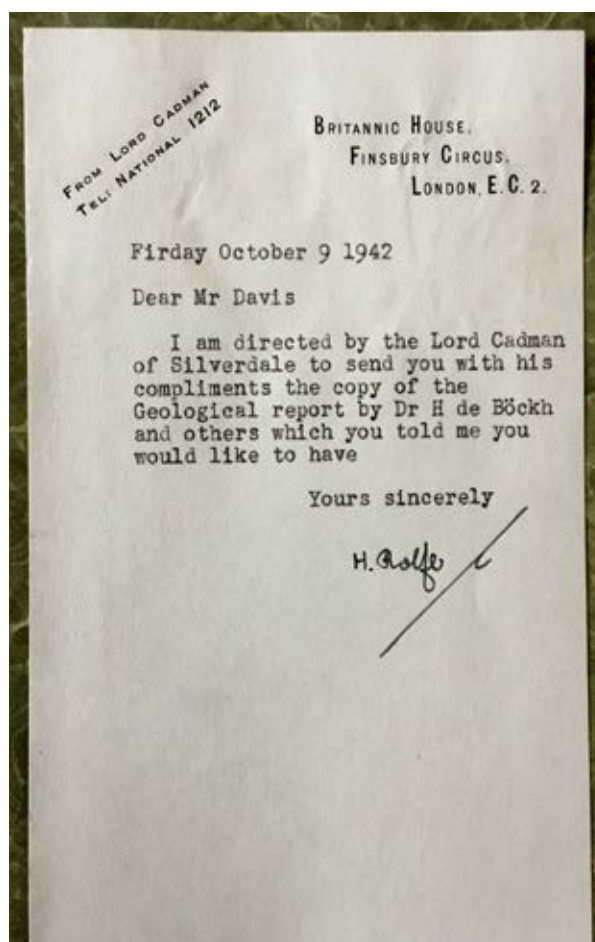 FROM LORD CADMAN
TEL: NATIONAL 1212
BRITANNIC HOUSE,
FINSBURY CIRCUS,
LONDON, E.C. 2.
Firday October 9 1942
Dear Mr Davis
I am directed by the Lord Cadman
of Silverdale to send you with his
compliments the copy of the
Geological report by Dr H de Böckh
and others which you told me you
would like to have
Yours sincerely
H. Rolfe